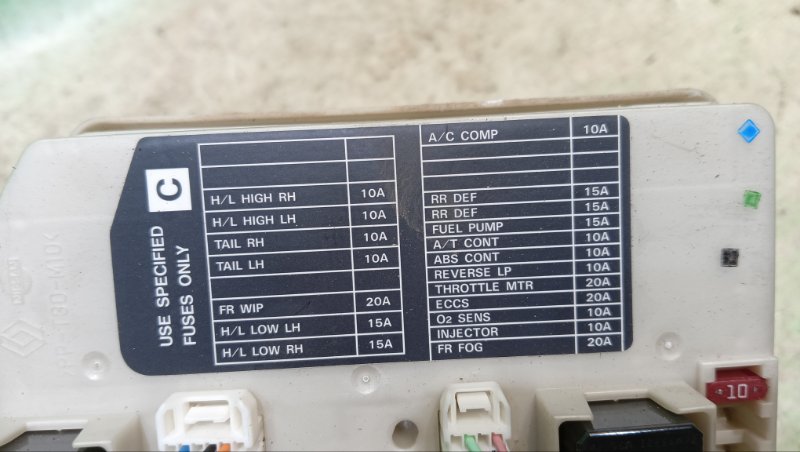 C
USE SPECIFIED
FUSES ONLY
H/L HIGH RH 10A
H/L HIGH LH 10A
TAIL RH 10A
TAIL LH 10A
FR WIP 20A
H/L LOW LH 15A
H/L LOW RH 15A
A/C COMP 10A
RR DEF 15A
RR DEF 15A
FUEL PUMP 15A
A/T CONT 10A
ABS CONT 10A
REVERSE LP 10A
THROTTLE MTR 20A
ECCS 20A
O2 SENS 10A
INJECTOR 10A
FR FOG 20A
10